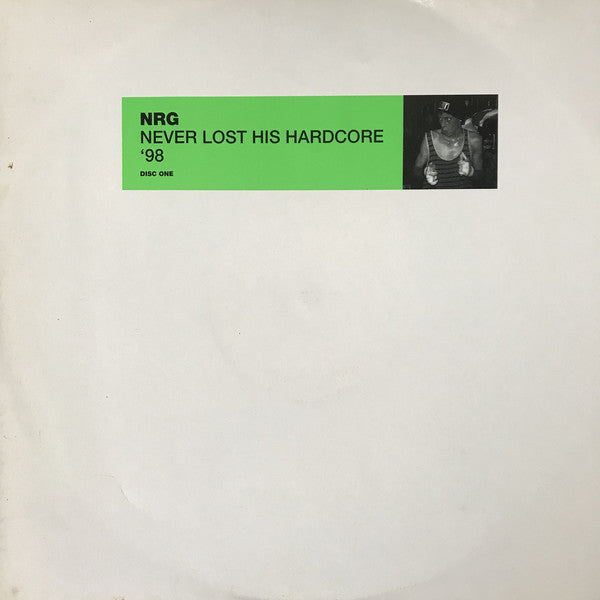 NRG
NEVER LOST HIS HARDCORE
‘98
DISC ONE